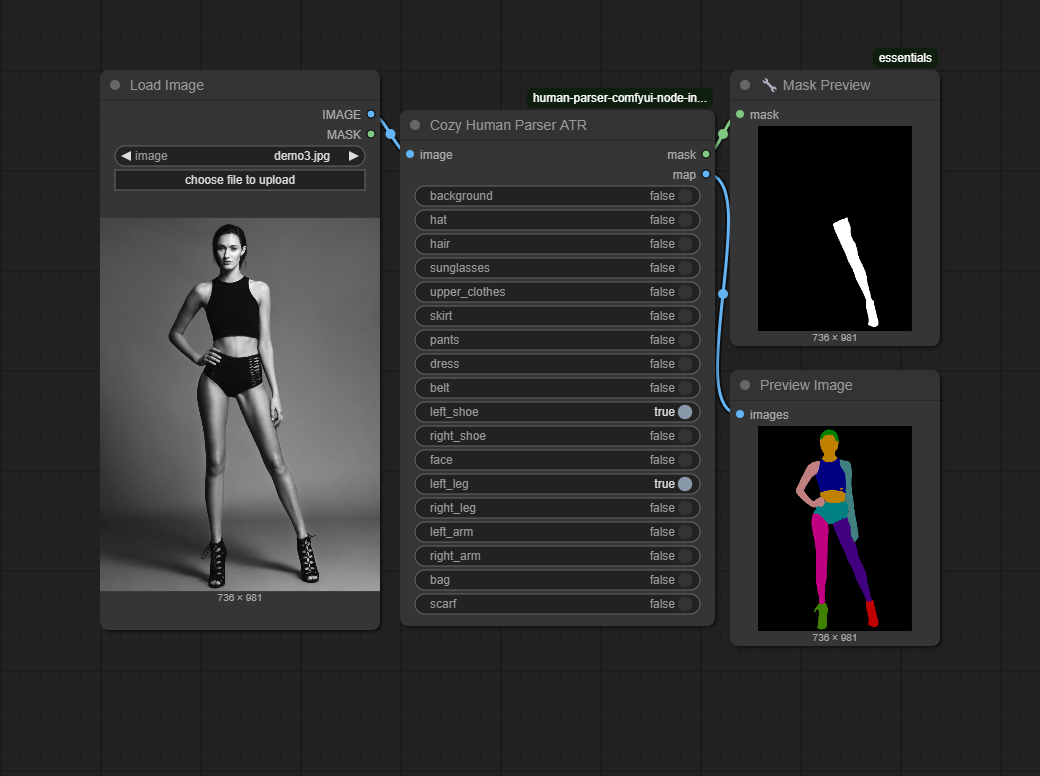 essentials
Load Image
🔧 Mask Preview
human-parser-comfyui-node-in...
IMAGE
mask
MASK
Cozy Human Parser ATR
image
demo3.jpg
image
mask
choose file to upload
map
background false
hat false
hair false
sunglasses false
upper_clothes false
skirt false
pants false
736 × 981
dress false
belt false
Preview Image
left_shoe true
images
right_shoe false
face false
left_leg true
right_leg false
left_arm false
right_arm false
bag false
736 × 981
scarf false
736 × 981